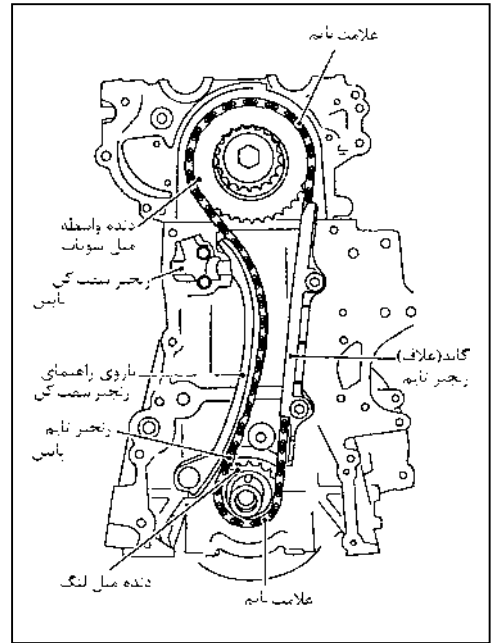 علامت تایم
دنده واسطه
میل سوپاپ
زنجیر سفت کن
پایین
گاید (غلاف)
زنجیر تایم
بازوی راهنمای
زنجیر سفت کن
زنجیر تایم
پایین
دنده میل لنگ
علامت تایم